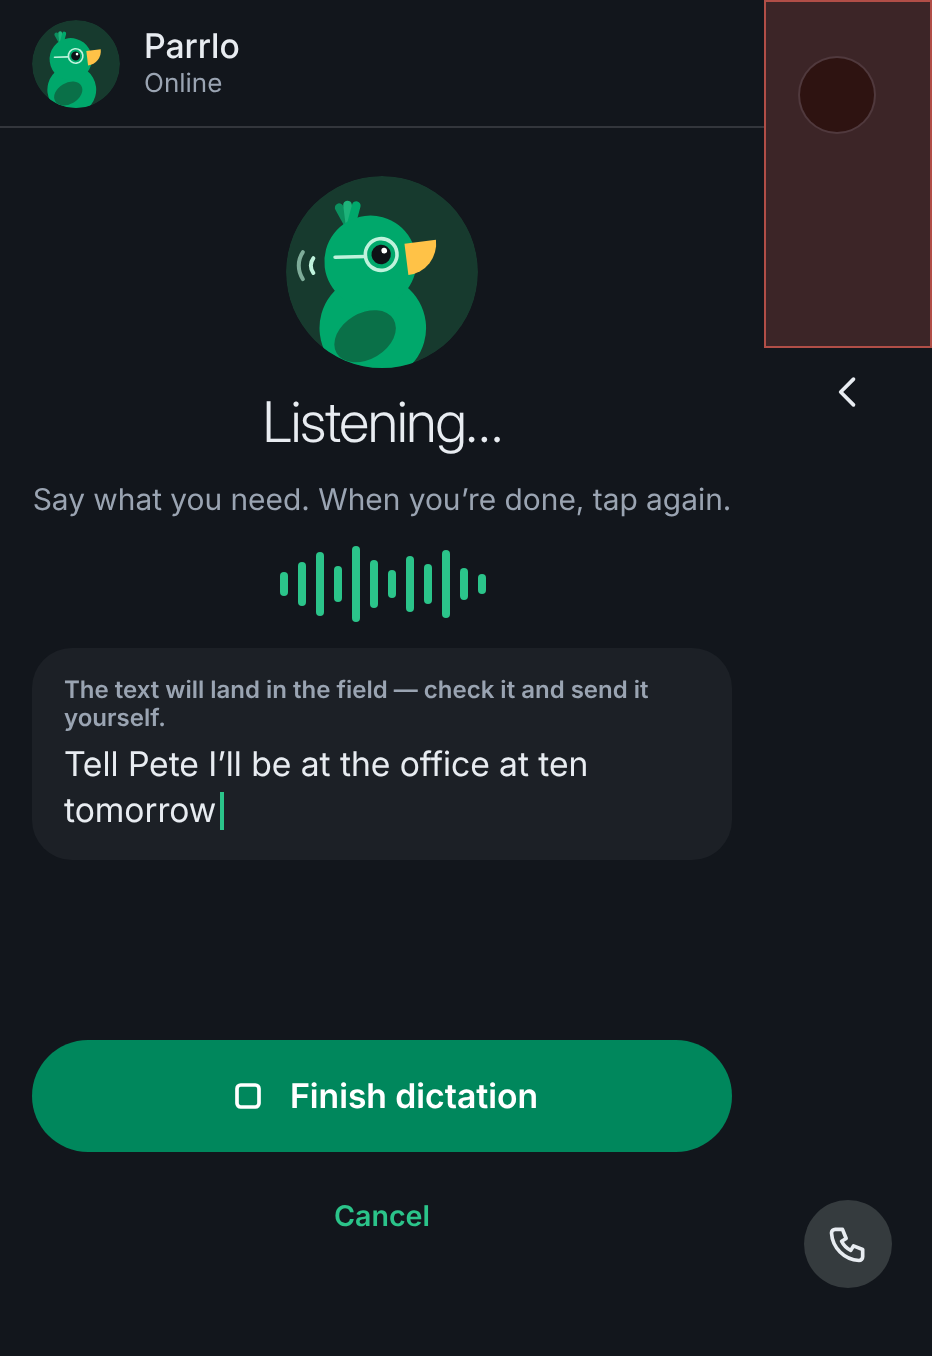 Parrlo
Online
Listening...
Say what you need. When you’re done, tap again.
The text will land in the field — check it and send it
yourself.
Tell Pete I’ll be at the office at ten
tomorrow
Finish dictation
Cancel